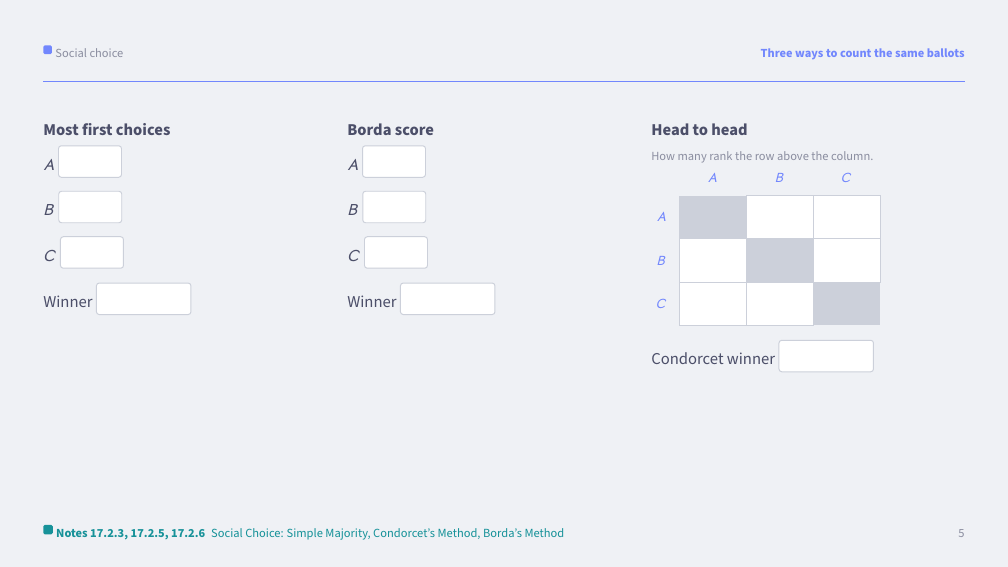 Social choice
Three ways to count the same ballots
Most first choices
A
B
C
Winner
Borda score
A
B
C
Winner
Head to head
How many rank the row above the column.
A B C
A
B
C
Condorcet winner
Notes 17.2.3, 17.2.5, 17.2.6 Social Choice: Simple Majority, Condorcet’s Method, Borda’s Method
5